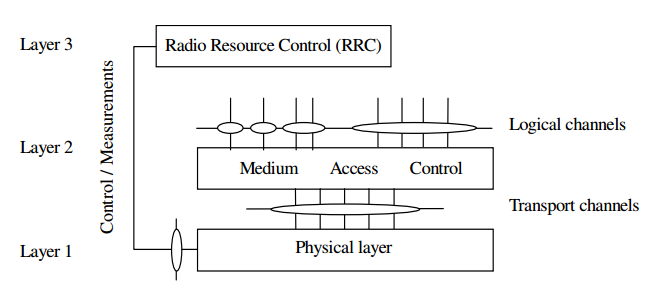 Layer 3
Radio Resource Control (RRC)
Control / Measurements
Logical channels
Layer 2
Medium Access Control
Transport channels
Layer 1
Physical layer